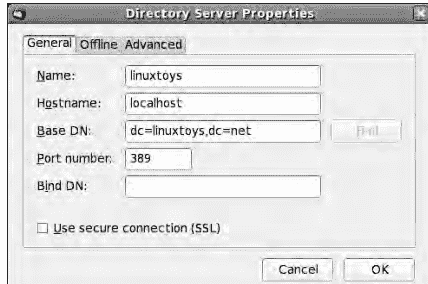 Directory Server Properties
General Offline Advanced
Name: linuxtoys
Hostname: localhost
Base DN: dc=linuxtoys,dc=net
Port number: 389
Bind DN:
Use secure connection (SSL)
Cancel OK